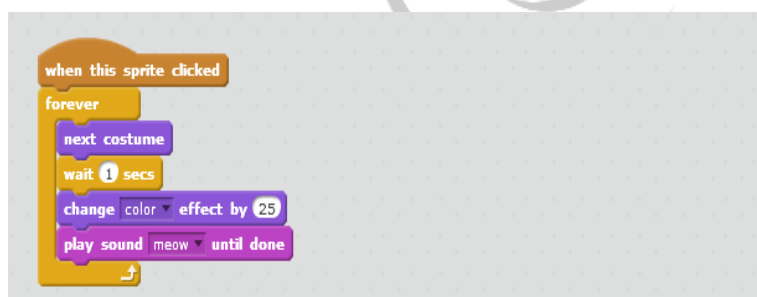 when this sprite clicked
forever
next costume
wait 1 secs
change color effect by 25
play sound meow until done